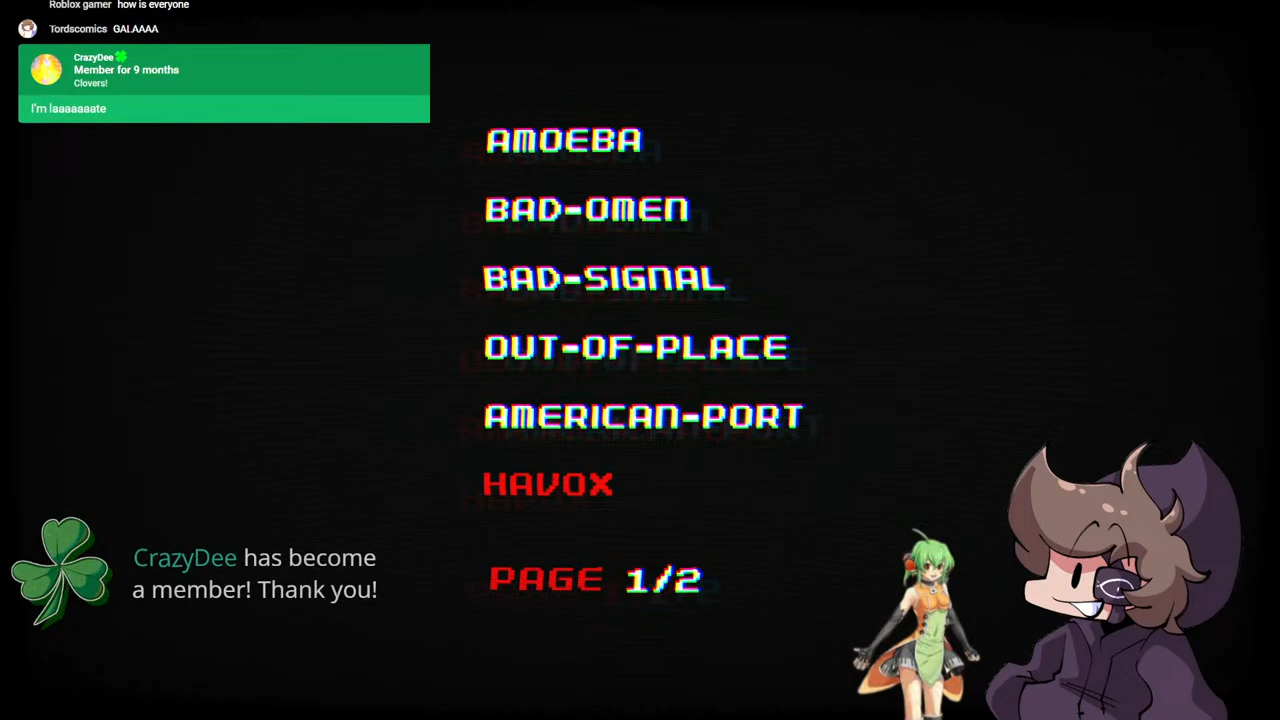 Roblox gamer how is everyone
Tordscomics GALAAAA
CrazyDee🍀
Member for 9 months
Clovers!
I'm laaaaaaate
AMOEBA
BAD-OMEN
BAD-SIGNAL
OUT-OF-PLACE
AMERICAN-PORT
HAVOX
PAGE 1/2
CrazyDee has become
a member! Thank you!